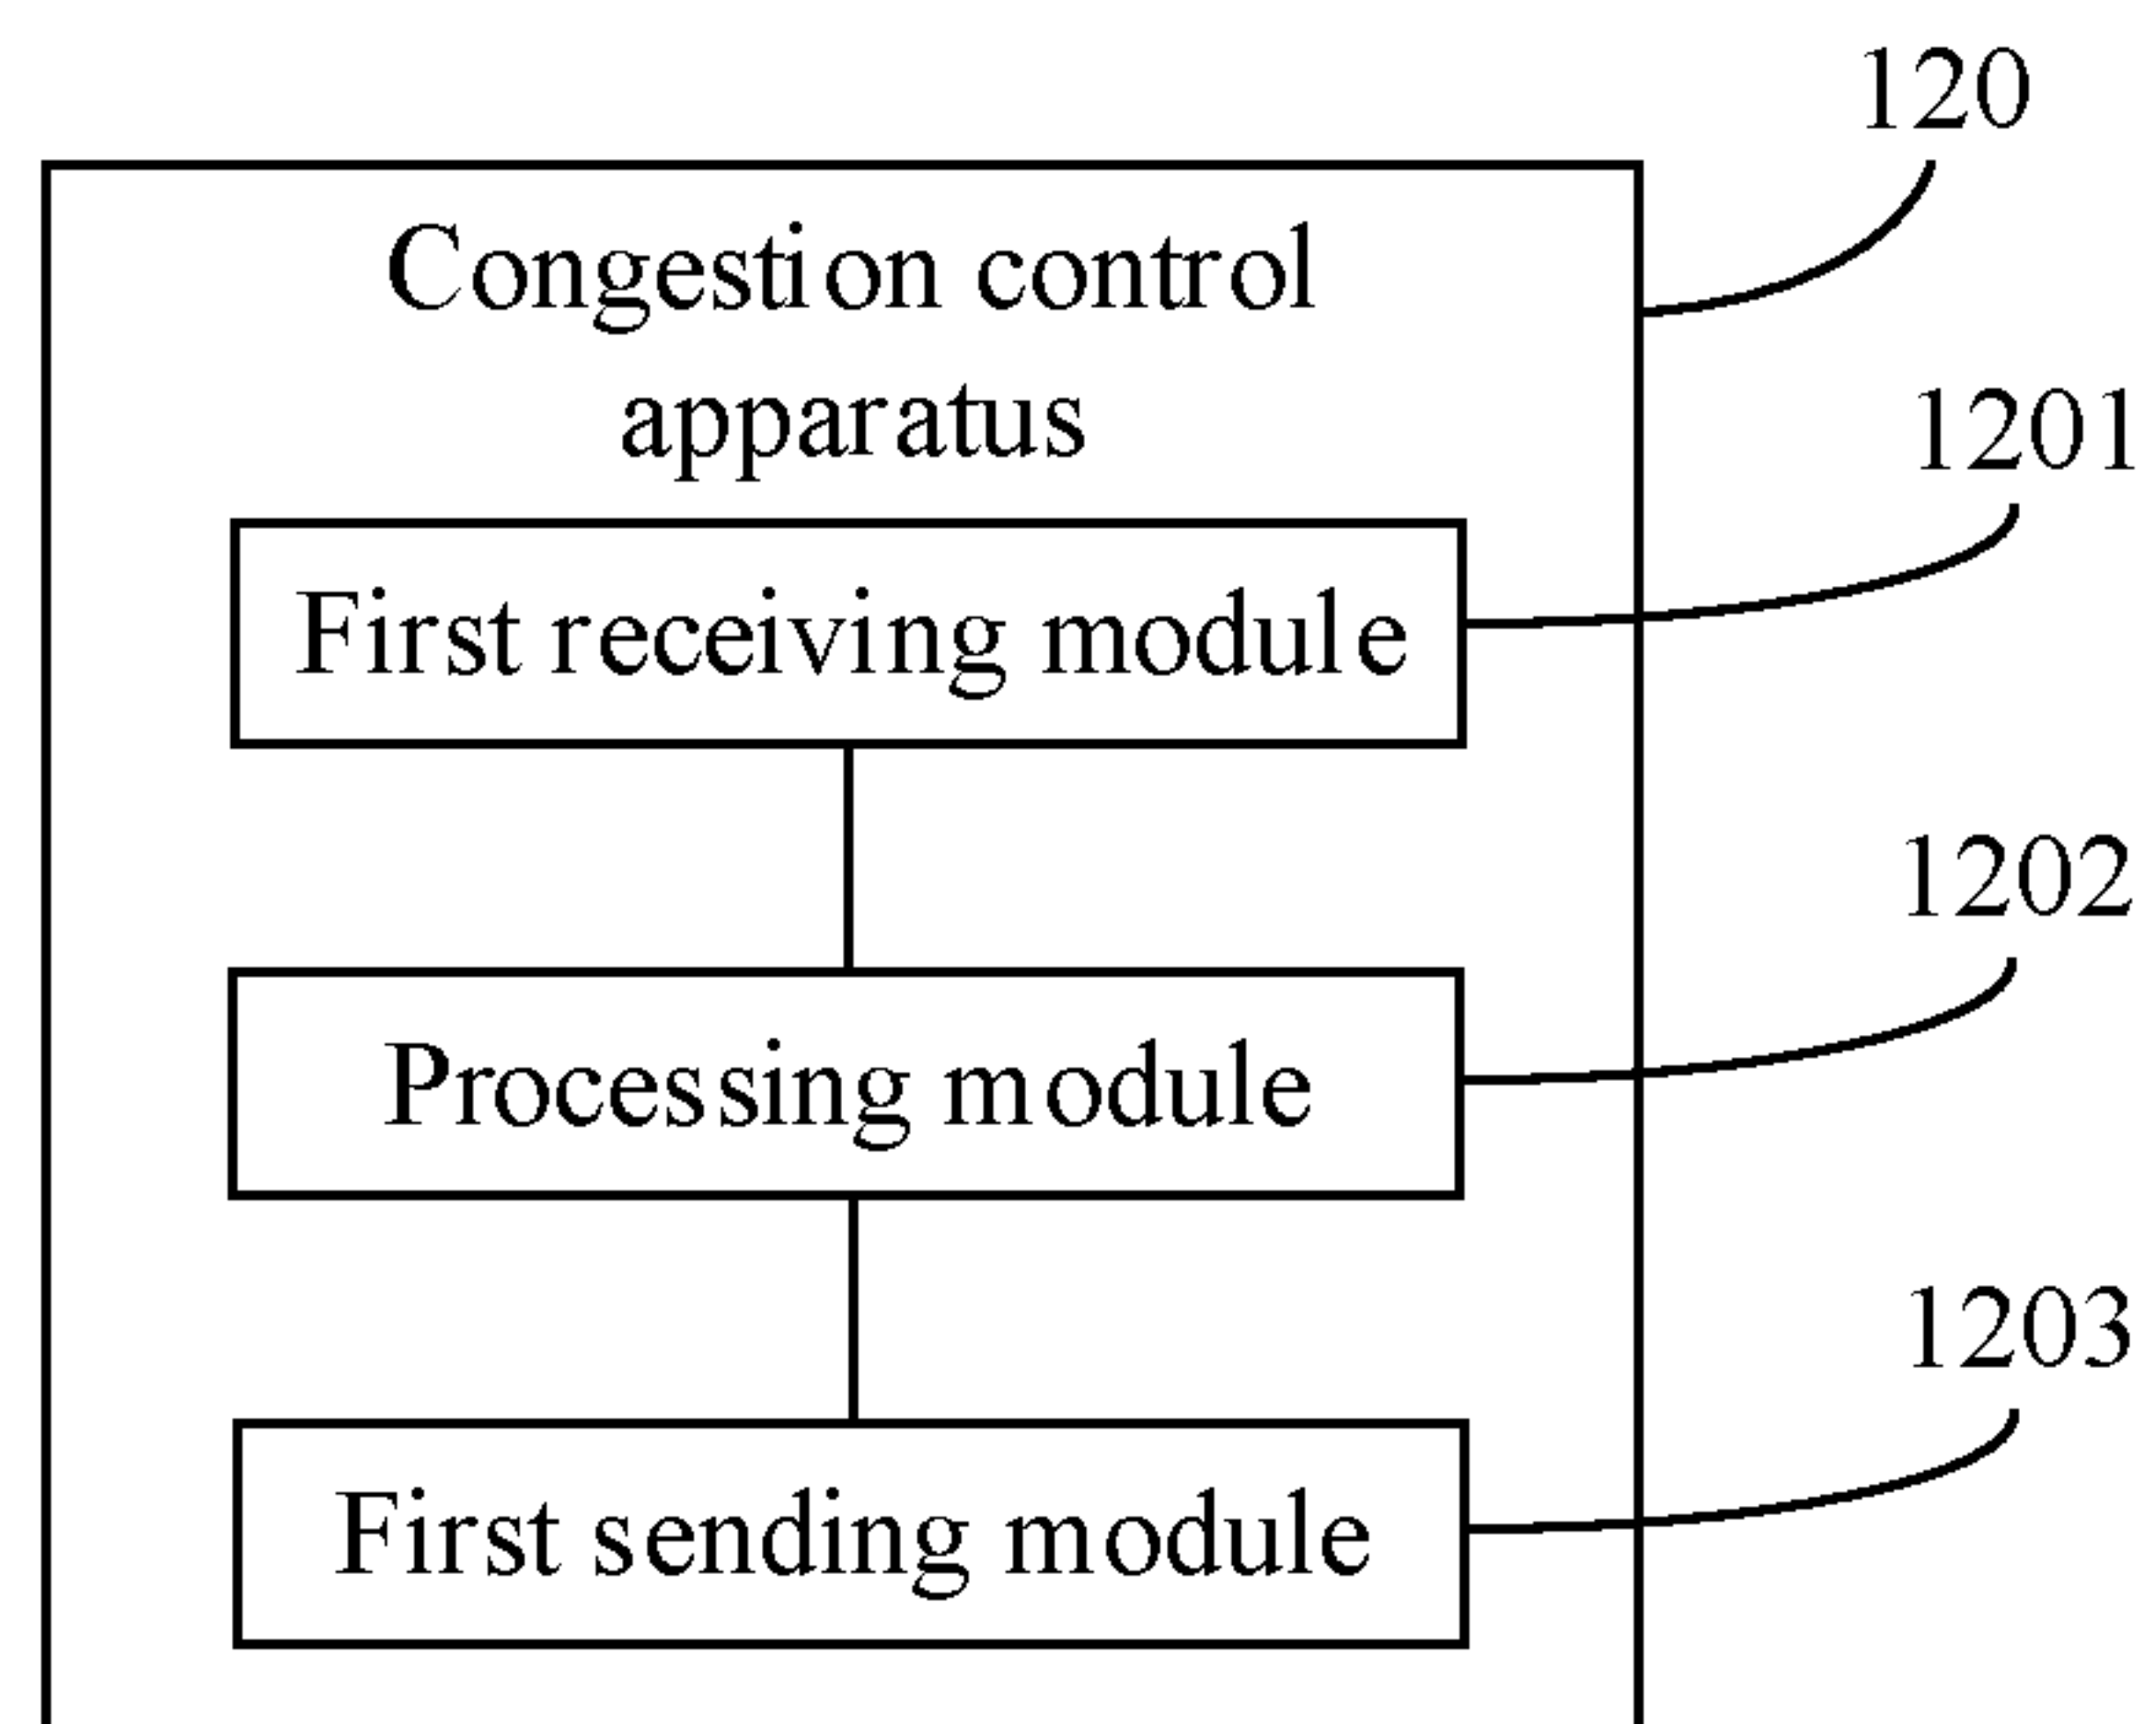 120
Congestion control
apparatus
1201
First receiving module
1202
Processing module
1203
First sending module